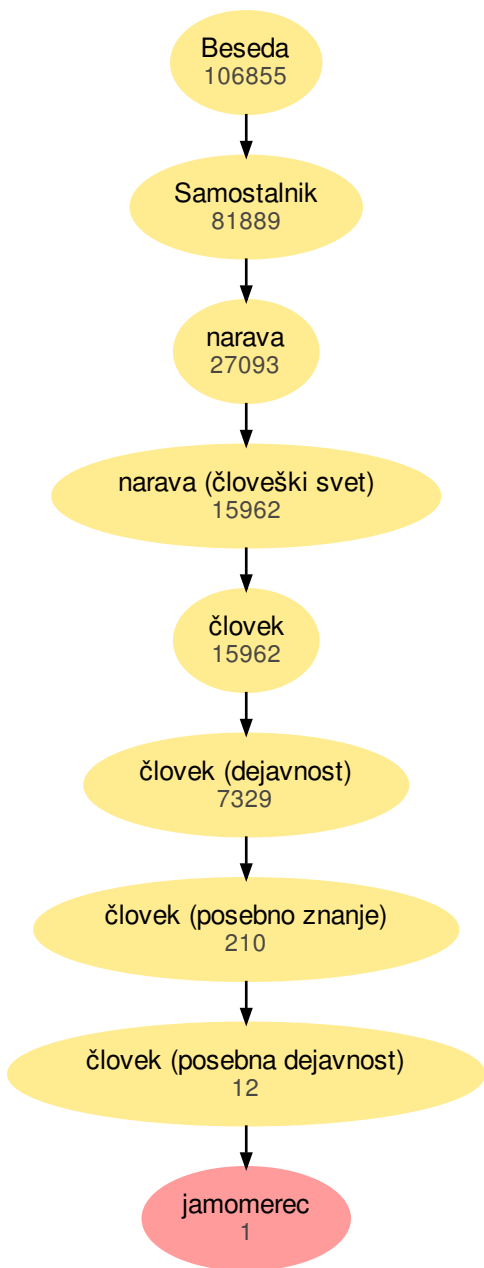 Beseda
106855
Samostalnik
81889
narava
27093
narava (človeški svet)
15962
človek
15962
človek (dejavnost)
7329
človek (posebno znanje)
210
človek (posebna dejavnost)
12
jamomerec
1